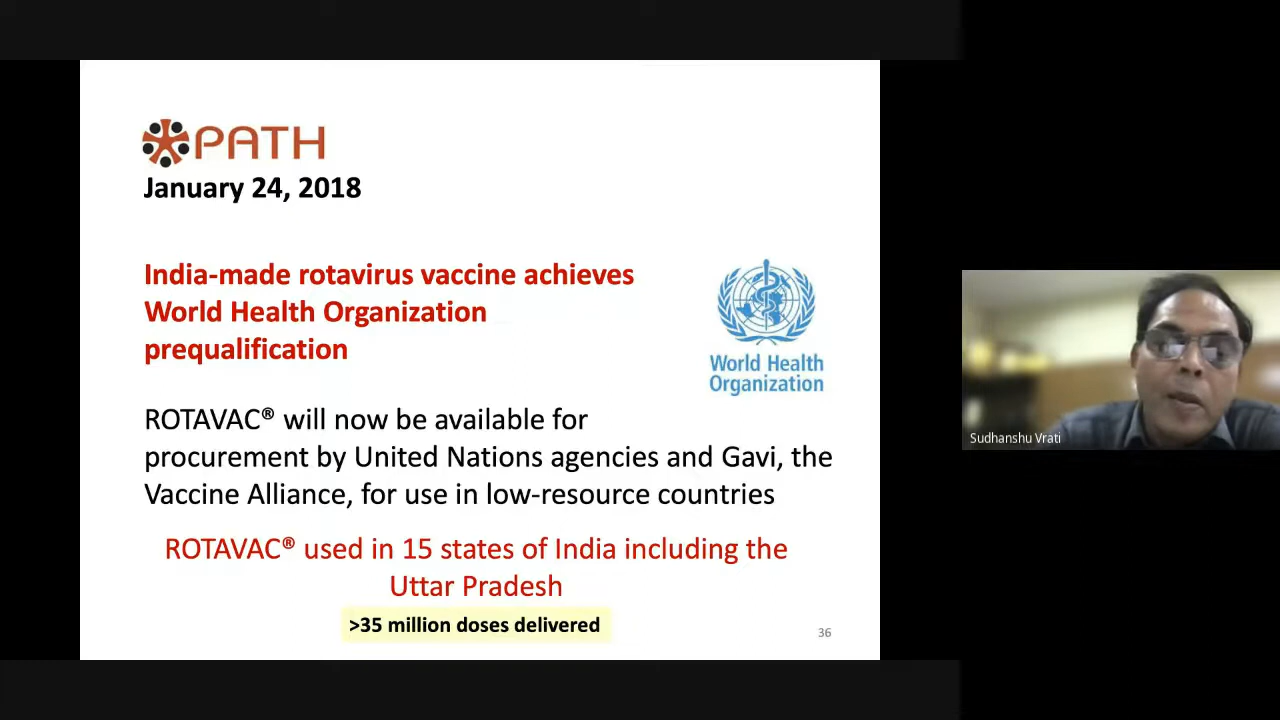 PATH
January 24, 2018
India-made rotavirus vaccine achieves
World Health Organization
prequalification
World Health
Organization
ROTAVAC® will now be available for
procurement by United Nations agencies and Gavi, the
Vaccine Alliance, for use in low-resource countries
ROTAVAC® used in 15 states of India including the
Uttar Pradesh
>35 million doses delivered
36
Sudhanshu Vrati